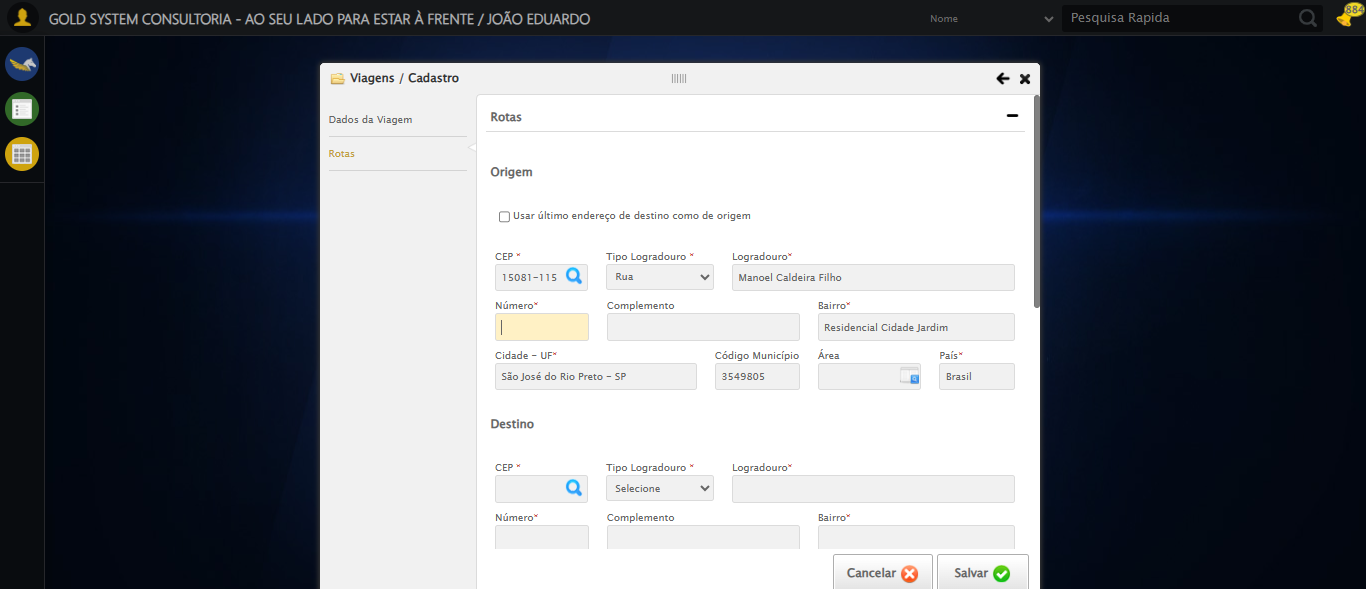 GOLD SYSTEM CONSULTORIA - AO SEU LADO PARA ESTAR À FRENTE / JOÃO EDUARDO
Nome
Pesquisa Rapida
884
Viagens / Cadastro
Dados da Viagem
Rotas
Rotas
Origem
Usar último endereço de destino como de origem
CEP * Tipo Logradouro * Logradouro*
15081-115 Rua Manoel Caldeira Filho
Número* Complemento Bairro*
Residencial Cidade Jardim
Cidade - UF* Código Município Área País*
São José do Rio Preto - SP 3549805 Brasil
Destino
CEP * Tipo Logradouro * Logradouro*
Selecione
Número* Complemento Bairro*
Cancelar Salvar